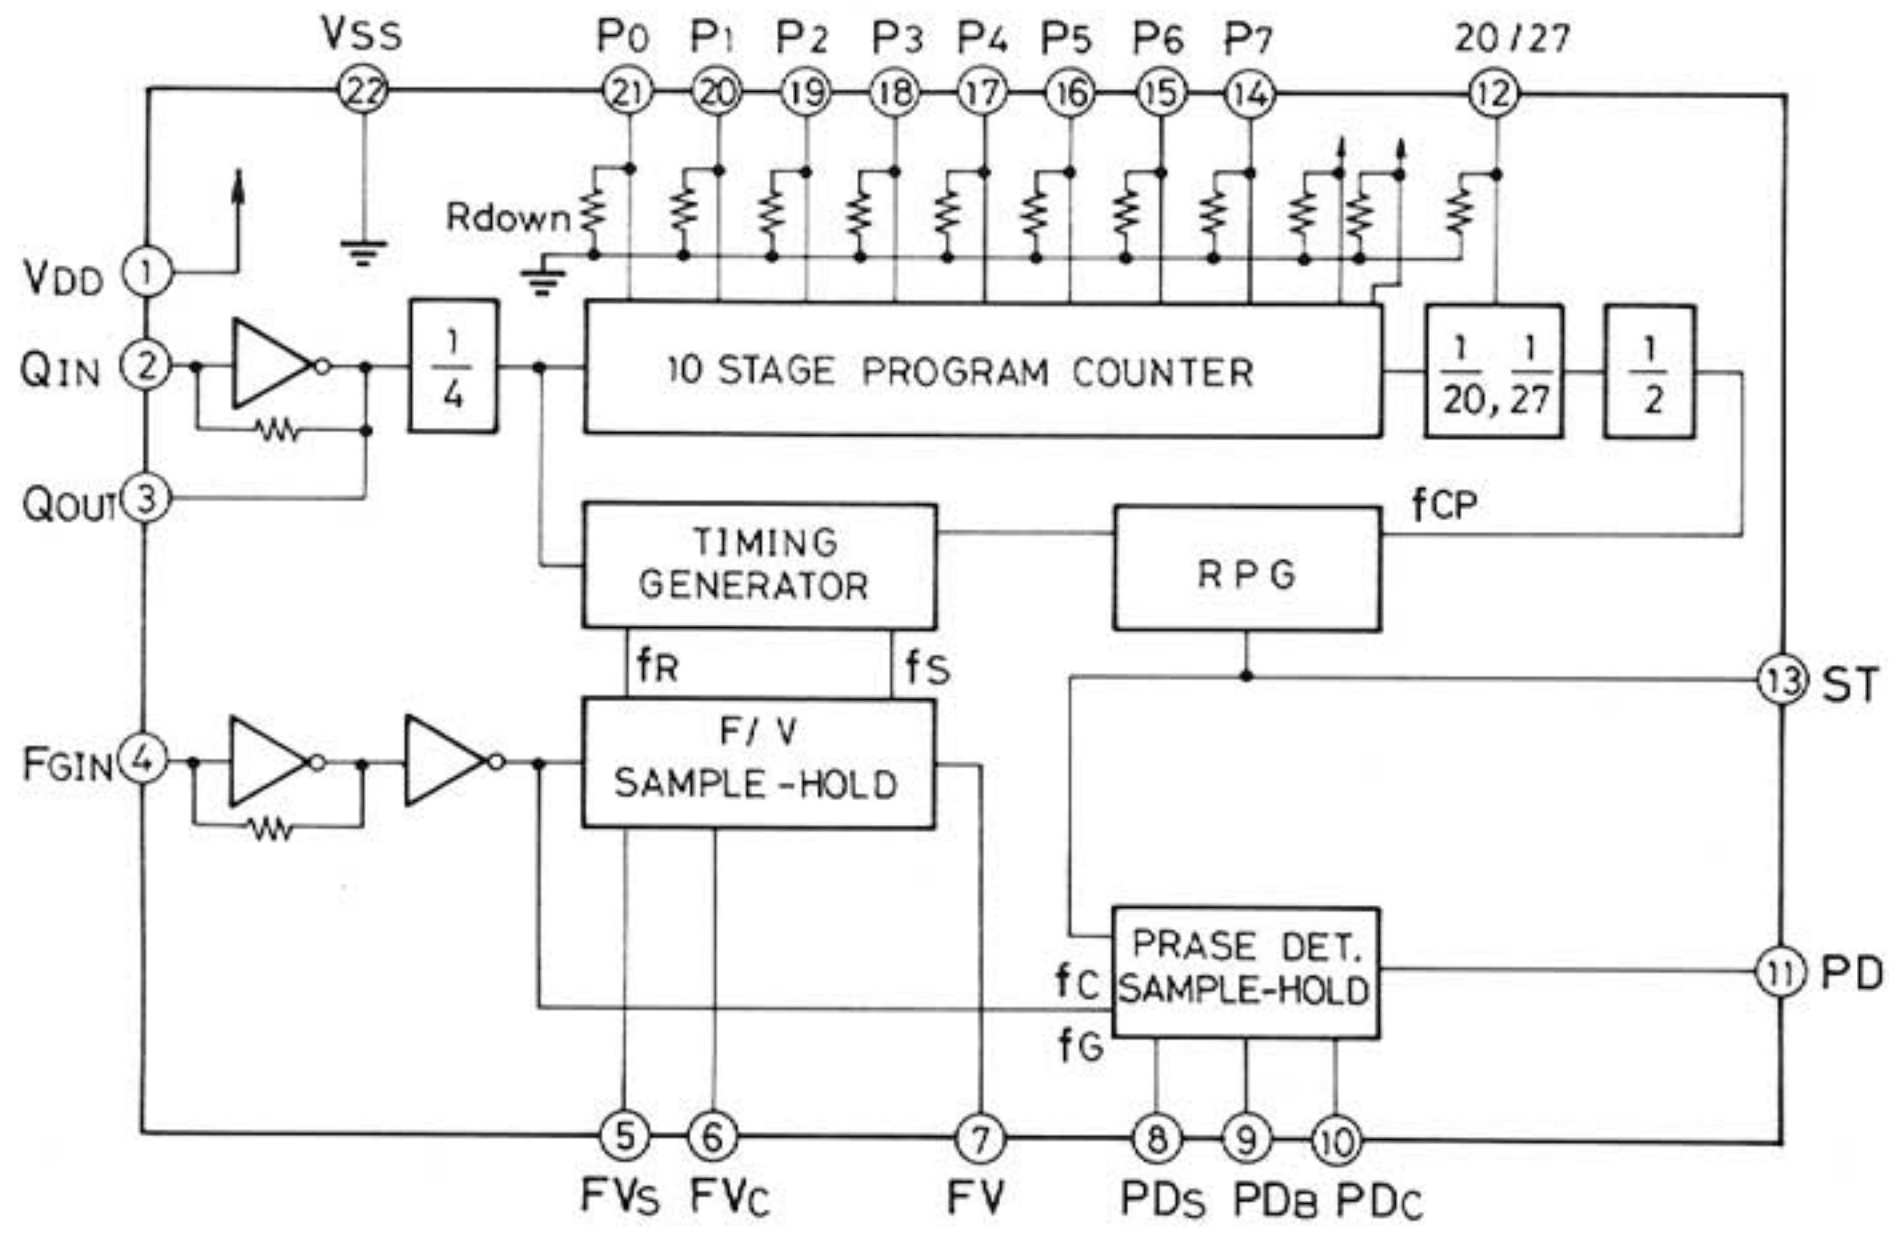 VSS P0 P1 P2 P3 P4 P5 P6 P7 20/27
22 21 20 19 18 17 16 15 14 12
Rdown
VDD 1
QIN 2
1
4
10 STAGE PROGRAM COUNTER
1 1
20, 27
1
2
QOUT 3
fCP
TIMING
GENERATOR
RPG
fR fS
13 ST
FGIN 4
F/V
SAMPLE-HOLD
PRASE DET.
SAMPLE-HOLD
fC
fG
11 PD
5 6 7 8 9 10
FVS FVC FV PDS PDB PDC